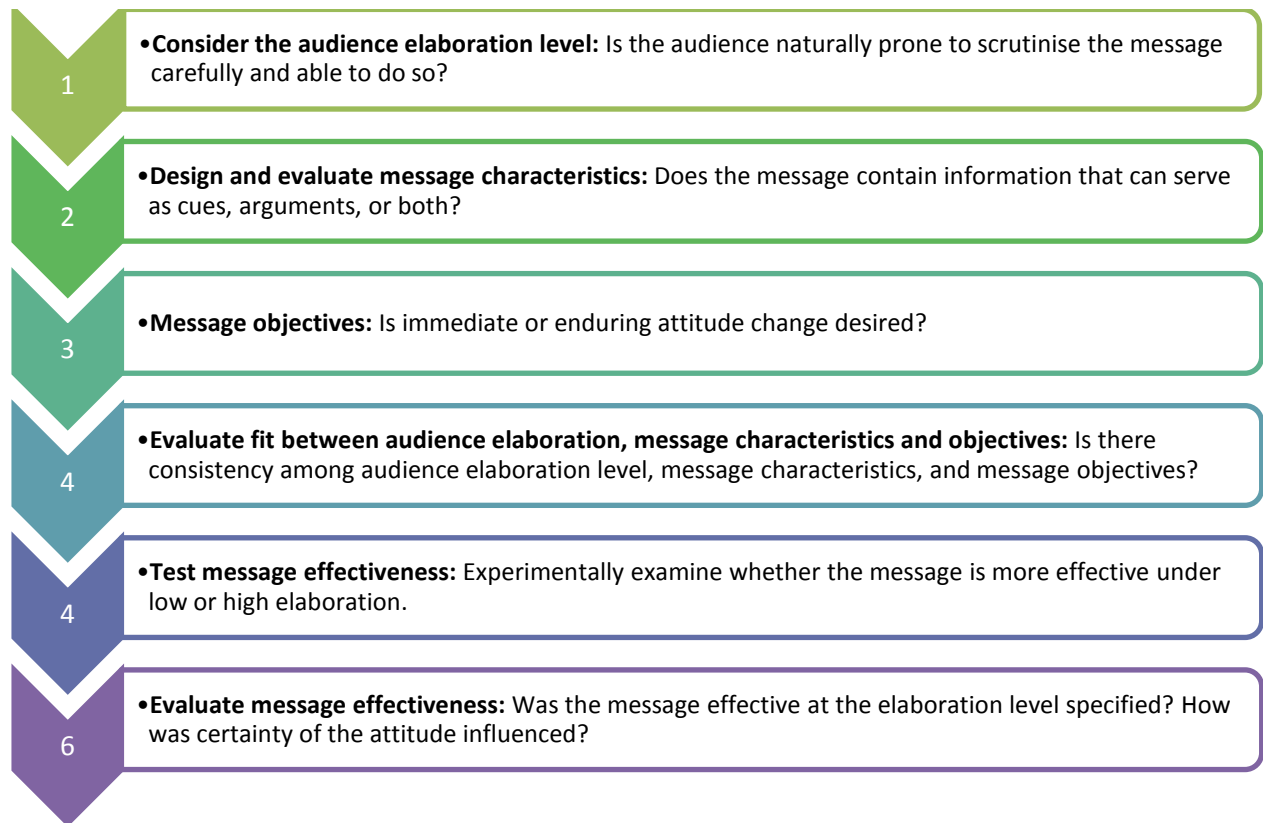 1
•Consider the audience elaboration level: Is the audience naturally prone to scrutinise the message
carefully and able to do so?
2
•Design and evaluate message characteristics: Does the message contain information that can serve
as cues, arguments, or both?
3
•Message objectives: Is immediate or enduring attitude change desired?
4
•Evaluate fit between audience elaboration, message characteristics and objectives: Is there
consistency among audience elaboration level, message characteristics, and message objectives?
4
•Test message effectiveness: Experimentally examine whether the message is more effective under
low or high elaboration.
6
•Evaluate message effectiveness: Was the message effective at the elaboration level specified? How
was certainty of the attitude influenced?